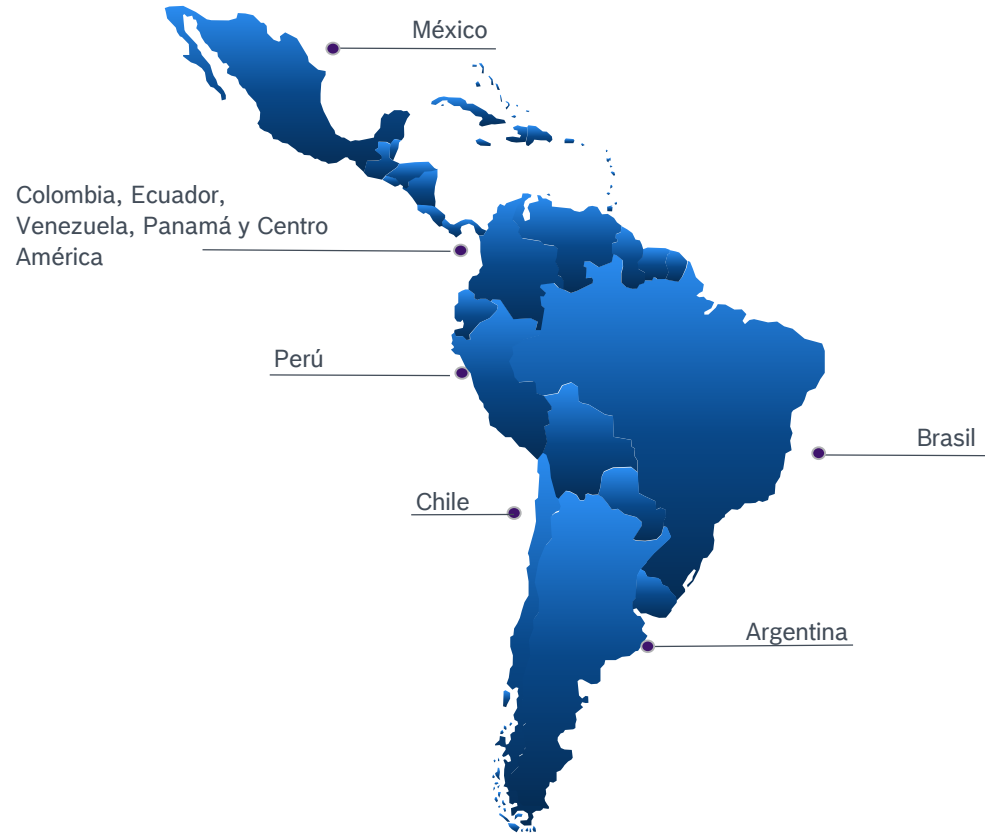 México
Colombia, Ecuador,
Venezuela, Panamá y Centro
América
Perú
Brasil
Chile
Argentina